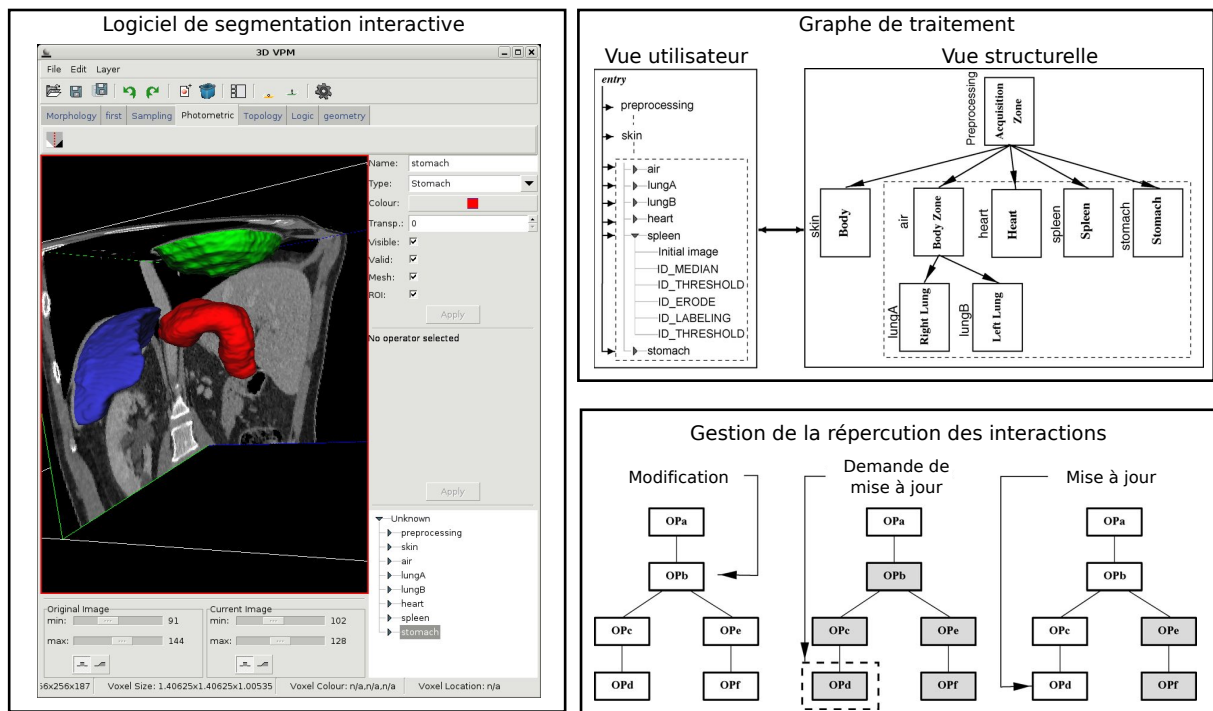 Logiciel de segmentation interactive
3D VPM
File Edit Layer
Morphology first Sampling Photometric Topology Logic geometry
Name: stomach
Type: Stomach
Colour:
Transp.: 0
Visible:
Valid:
Mesh:
ROI:
Apply
No operator selected
Apply
Unknown
preprocessing
skin
air
lungA
lungB
heart
spleen
stomach
Original Image
min: 91
max: 144
Current Image
min: 102
max: 128
56x256x187 Voxel Size: 1.40625x1.40625x1.00535 Voxel Colour: n/a,n/a,n/a Voxel Location: n/a
Graphe de traitement
Vue utilisateur
entry
preprocessing
skin
air
lungA
lungB
heart
spleen
Initial image
ID_MEDIAN
ID_THRESHOLD
ID_ERODE
ID_LABELING
ID_THRESHOLD
stomach
Vue structurelle
Preprocessing
Acquisition
Zone
skin
Body
air
Body Zone
heart
Heart
spleen
Spleen
stomach
Stomach
lungA
Right Lung
lungB
Left Lung
Gestion de la répercution des interactions
Modification
OPa
OPb
OPc OPe
OPd OPf
Demande de
mise à jour
OPa
OPb
OPc OPe
OPd OPf
Mise à jour
OPa
OPb
OPc OPe
OPd OPf